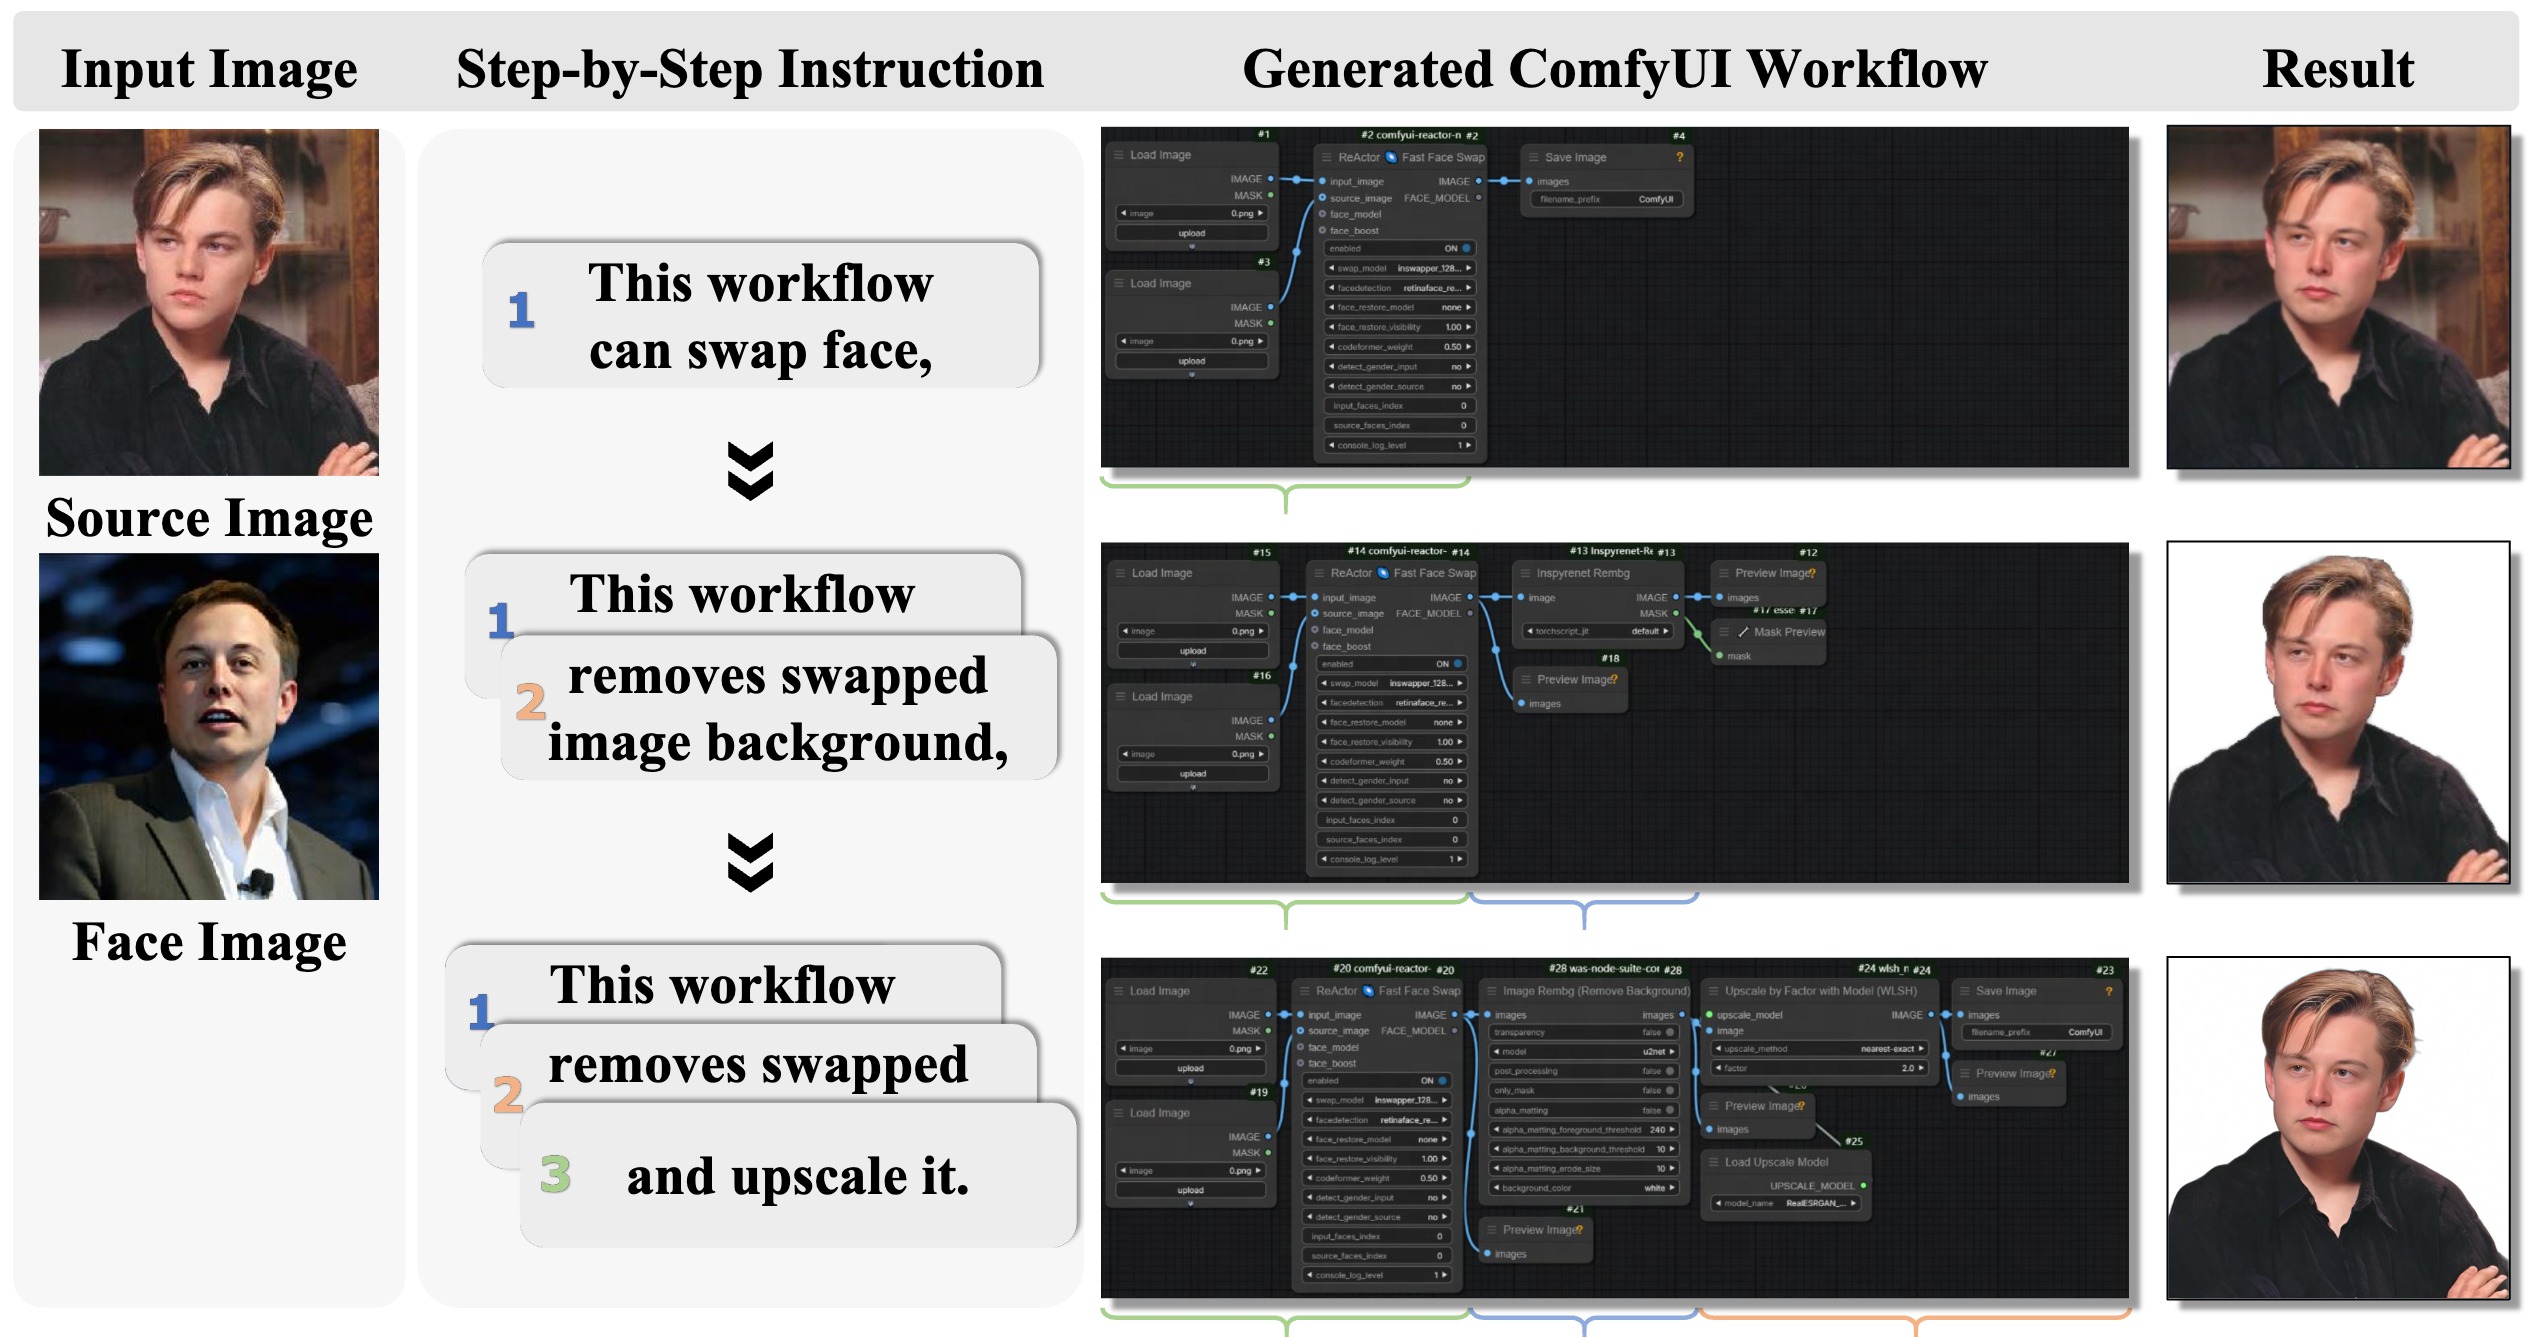 Input Image
Step-by-Step Instruction
Generated ComfyUI Workflow
Result
Source Image
Face Image
1
This workflow
can swap face,
1
This workflow
2
removes swapped
image background,
1
This workflow
2
removes swapped
3
and upscale it.
#1
Load Image
IMAGE
MASK
image 0.png
upload
#3
Load Image
IMAGE
MASK
image 0.png
upload
#2 comfyui-reactor-n #2
ReActor Fast Face Swap
input_image IMAGE
source_image FACE_MODEL
face_model
face_boost
enabled ON
swap_model inswapper_128...
facedetection retinaface_re...
face_restore_model none
face_restore_visibility 1.00
codeformer_weight 0.50
detect_gender_input no
detect_gender_source no
input_faces_index 0
source_faces_index 0
console_log_level 1
#4
Save Image ?
images
filename_prefix ComfyUI
#15
Load Image
IMAGE
MASK
image 0.png
upload
#16
Load Image
IMAGE
MASK
image 0.png
upload
#14 comfyui-reactor- #14
ReActor Fast Face Swap
input_image IMAGE
source_image FACE_MODEL
face_model
face_boost
enabled ON
swap_model inswapper_128...
facedetection retinaface_re...
face_restore_model none
face_restore_visibility 1.00
codeformer_weight 0.50
detect_gender_input no
detect_gender_source no
input_faces_index 0
source_faces_index 0
console_log_level 1
#13 Inspyrenet-Re #13
Inspyrenet Rembg
image IMAGE
MASK
torchscript_jit default
#18
Preview Image?
images
#12
Preview Image?
images
#17 esse #17
Mask Preview
mask
#22
Load Image
IMAGE
MASK
image 0.png
upload
#19
Load Image
IMAGE
MASK
image 0.png
upload
#20 comfyui-reactor- #20
ReActor Fast Face Swap
input_image IMAGE
source_image FACE_MODEL
face_model
face_boost
enabled ON
swap_model inswapper_128...
facedetection retinaface_re...
face_restore_model none
face_restore_visibility 1.00
codeformer_weight 0.50
detect_gender_input no
detect_gender_source no
input_faces_index 0
source_faces_index 0
console_log_level 1
#28 was-node-suite-cor #28
Image Rembg (Remove Background)
images images
transparency false
model u2net
post_processing false
only_mask false
alpha_matting false
alpha_matting_foreground_threshold 240
alpha_matting_background_threshold 10
alpha_matting_erode_size 10
background_color white
#21
Preview Image?
images
#24 wlsh_n #24
Upscale by Factor with Model (WLSH)
upscale_model IMAGE
image
upscale_method nearest-exact
factor 2.0
Preview Image?
images
#25
Load Upscale Model
UPSCALE_MODEL
model_name RealESRGAN_...
#23
Save Image ?
images
filename_prefix ComfyUI
#27
Preview Image?
images